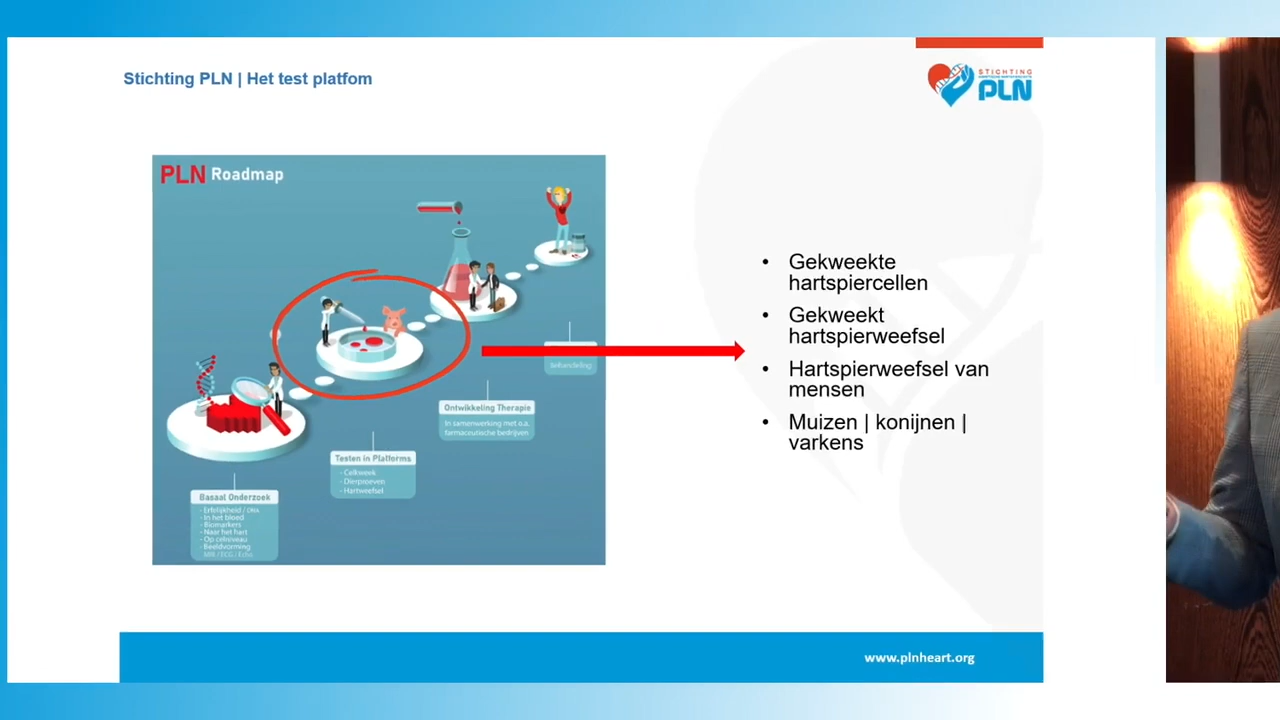 Stichting PLN | Het test platfom
STICHTING
PLN
PLN Roadmap
Gekweekte
hartspiercellen
Gekweekt
hartspierweefsel
Hartspierweefsel van
mensen
Muizen | konijnen |
varkens
behandeling
Ontwikkeling Therapie
In samenwerking met o.a.
farmaceutische bedrijven
Testen in Platforms
- Celkweek
- Dierproeven
- Hartweefsel
Basaal Onderzoek
- Erfelijkheid / DNA
- In het bloed
- Biomarkers
- Naar het hart
- Op celniveau
- Beeldvorming
MRI / ECG / Echo
www.plnheart.org